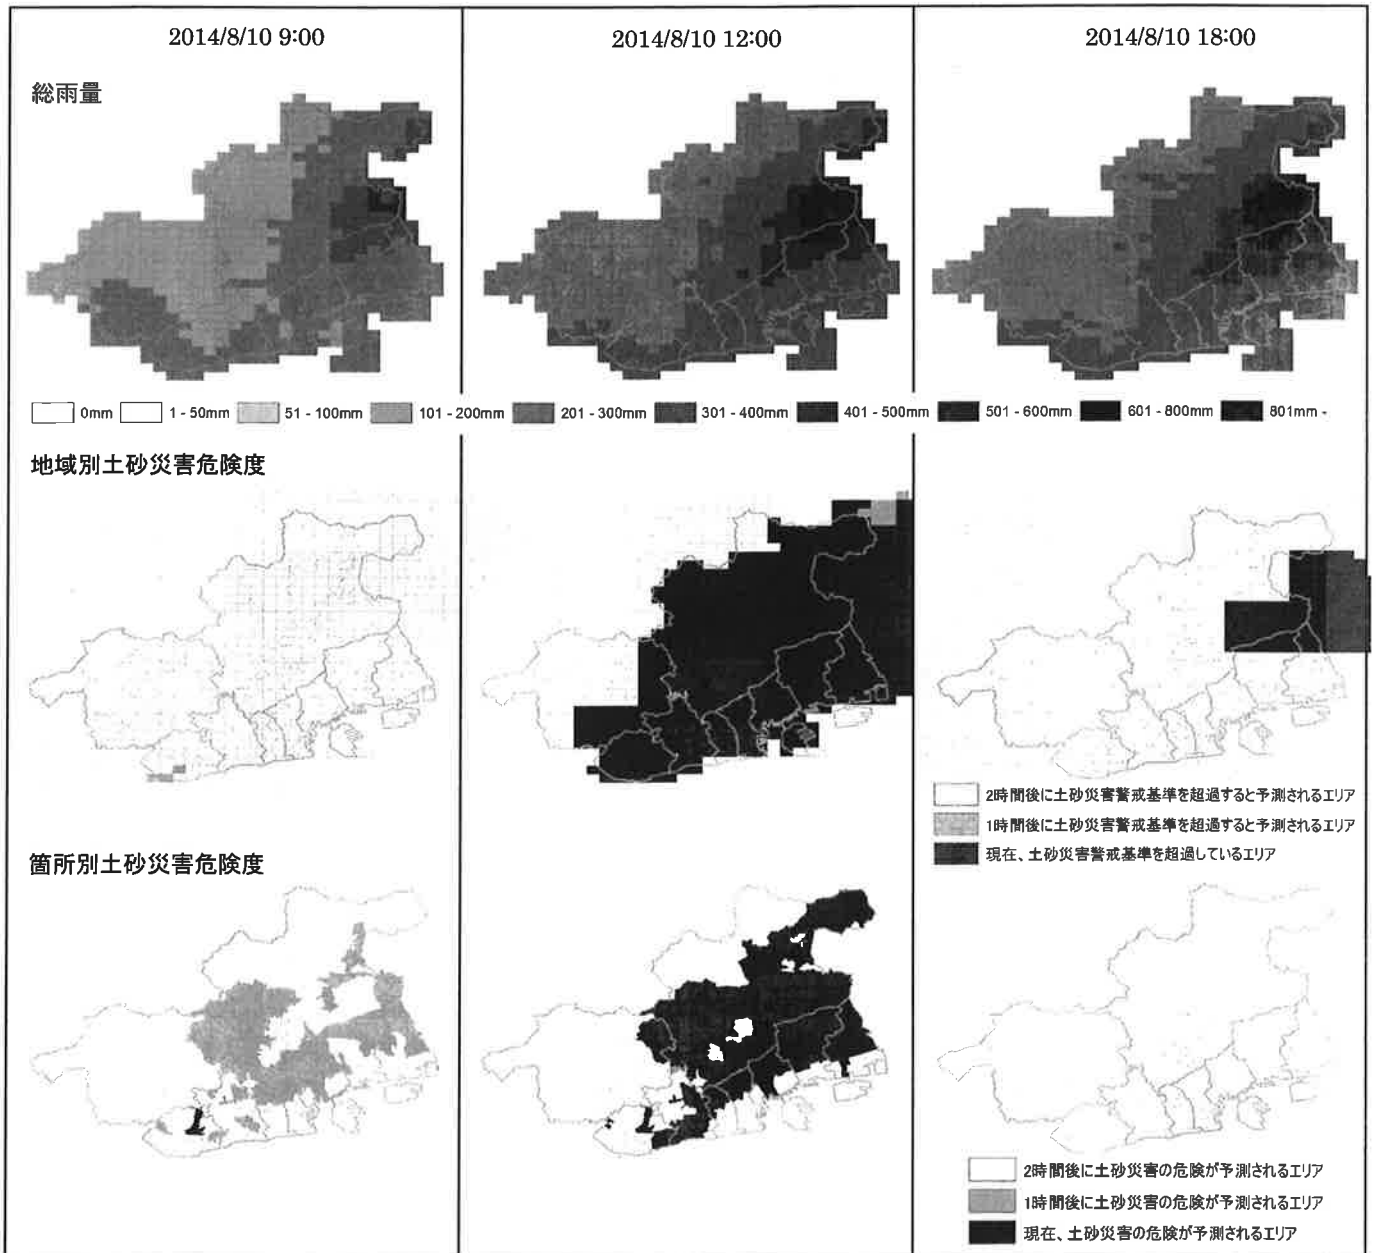 2014/8/10 9:00
2014/8/10 12:00
2014/8/10 18:00
総雨量
0mm 1 - 50mm 51 - 100mm 101 - 200mm 201 - 300mm 301 - 400mm 401 - 500mm 501 - 600mm 601 - 800mm 801mm -
地域別土砂災害危険度
2時間後に土砂災害警戒基準を超過すると予測されるエリア
1時間後に土砂災害警戒基準を超過すると予測されるエリア
現在、土砂災害警戒基準を超過しているエリア
箇所別土砂災害危険度
2時間後に土砂災害の危険が予測されるエリア
1時間後に土砂災害の危険が予測されるエリア
現在、土砂災害の危険が予測されるエリア